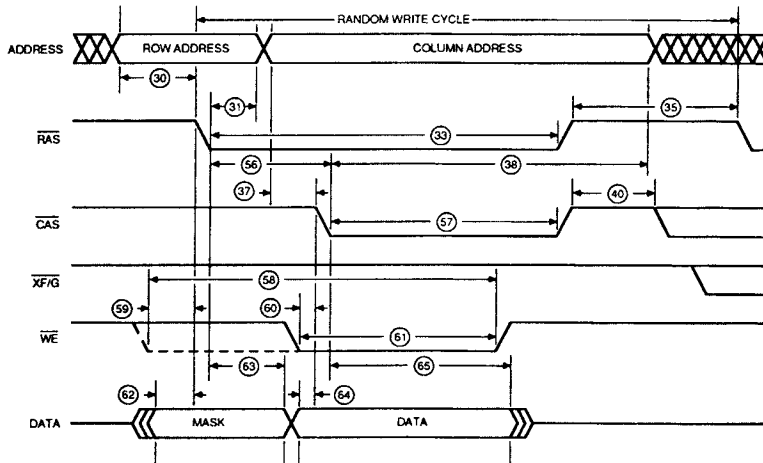 RANDOM WRITE CYCLE
ADDRESS ROW ADDRESS COLUMN ADDRESS
30
31 35
RAS 33
56 38
37 40
CAS 57
XF/G
58
59 60
WE 61
63 65
62 64
DATA MASK DATA